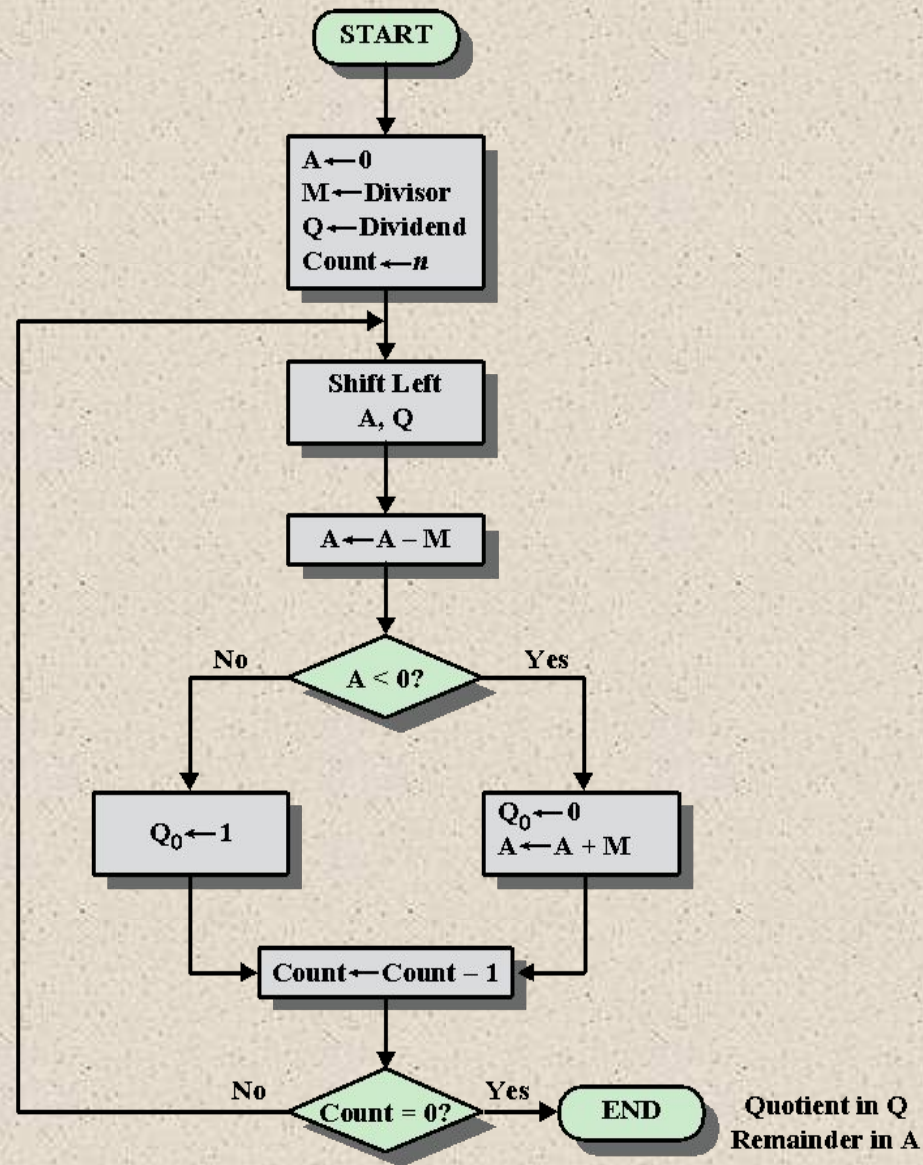 START
A←0
M←Divisor
Q←Dividend
Count←n
Shift Left
A, Q
A←A – M
No
Yes
A < 0?
Q₀←1
Q₀←0
A←A + M
Count←Count – 1
No
Yes
Count = 0?
END
Quotient in Q
Remainder in A